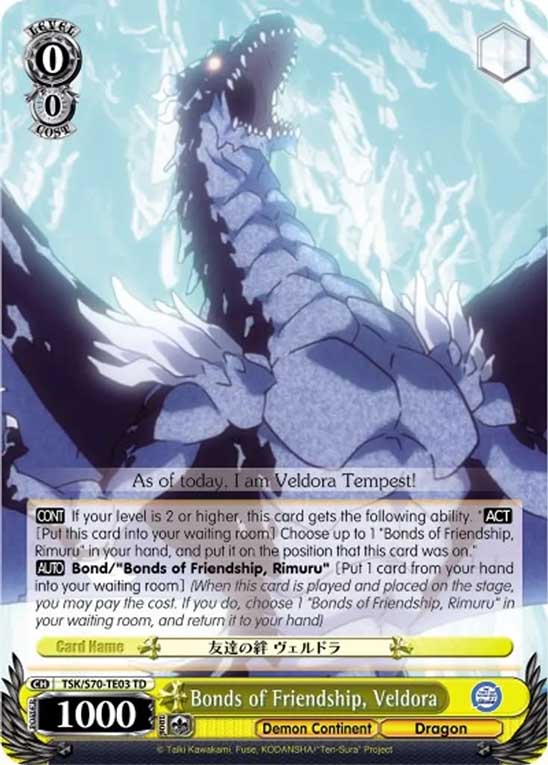 LEVEL
0
0
COST
As of today, I am Veldora Tempest!
CONT If your level is 2 or higher, this card gets the following ability. "ACT
[Put this card into your waiting room] Choose up to 1 "Bonds of Friendship,
Rimuru" in your hand, and put it on the position that this card was on."
AUTO Bond/"Bonds of Friendship, Rimuru" [Put 1 card from your hand
into your waiting room] (When this card is played and placed on the stage,
you may pay the cost. If you do, choose 1 "Bonds of Friendship, Rimuru" in
your waiting room, and return it to your hand)
Card Name 友達の絆 ヴェルドラ
CH TSK/S70-TE03 TD
Bonds of Friendship, Veldora
POWER 1000 SOUL Demon Continent Dragon
© Taiki Kawakami, Fuse, KODANSHA/"Ten-Sura" Project